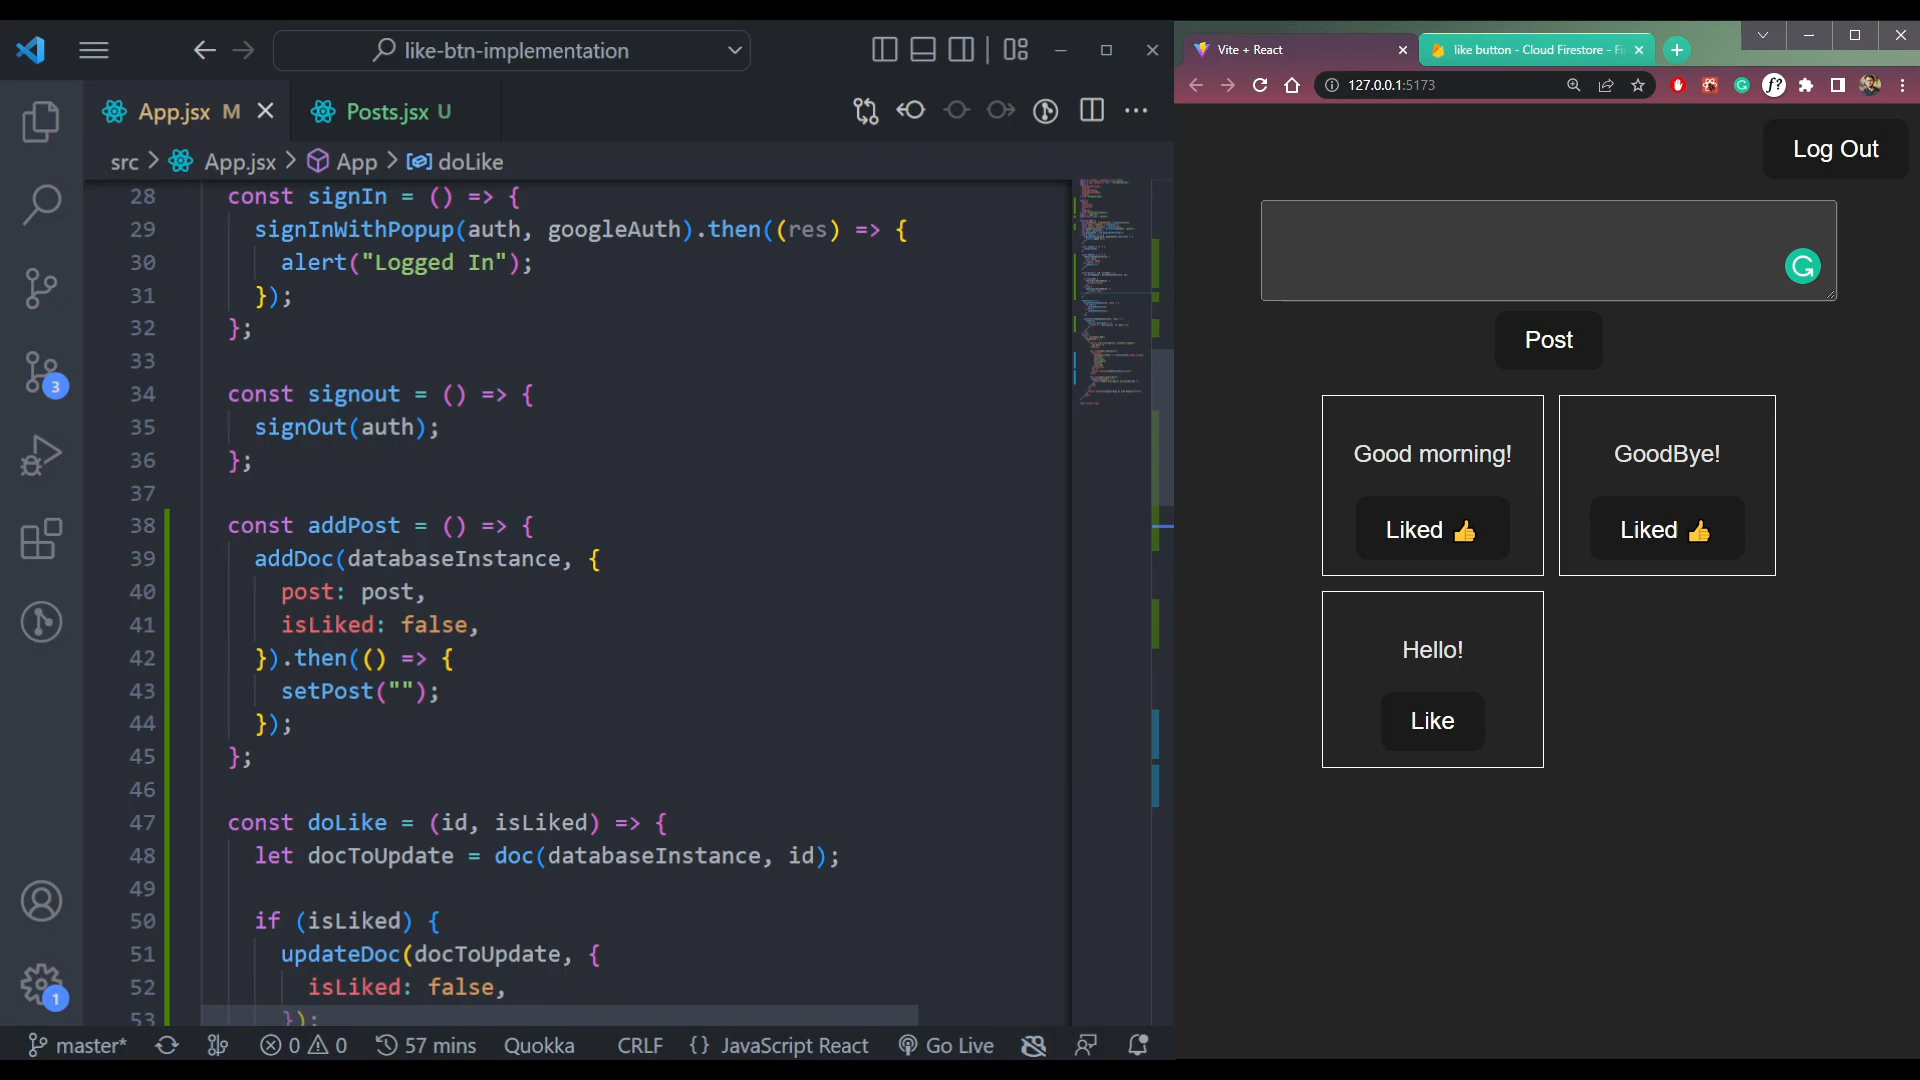 like-btn-implementation
App.jsx M
Posts.jsx U
src > App.jsx > App > doLike
28 const signIn = () => {
29 signInWithPopup(auth, googleAuth).then((res) => {
30 alert("Logged In");
31 });
32 };
33
34 const signout = () => {
35 signOut(auth);
36 };
37
38 const addPost = () => {
39 addDoc(databaseInstance, {
40 post: post,
41 isLiked: false,
42 }).then(() => {
43 setPost("");
44 });
45 };
46
47 const doLike = (id, isLiked) => {
48 let docToUpdate = doc(databaseInstance, id);
49
50 if (isLiked) {
51 updateDoc(docToUpdate, {
52 isLiked: false,
53 });
3
1
master* 0 0 57 mins Quokka CRLF {} JavaScript React Go Live
Vite + React
like button - Cloud Firestore - F
127.0.0.1:5173
Log Out
Post
Good morning!
Liked 👍
GoodBye!
Liked 👍
Hello!
Like